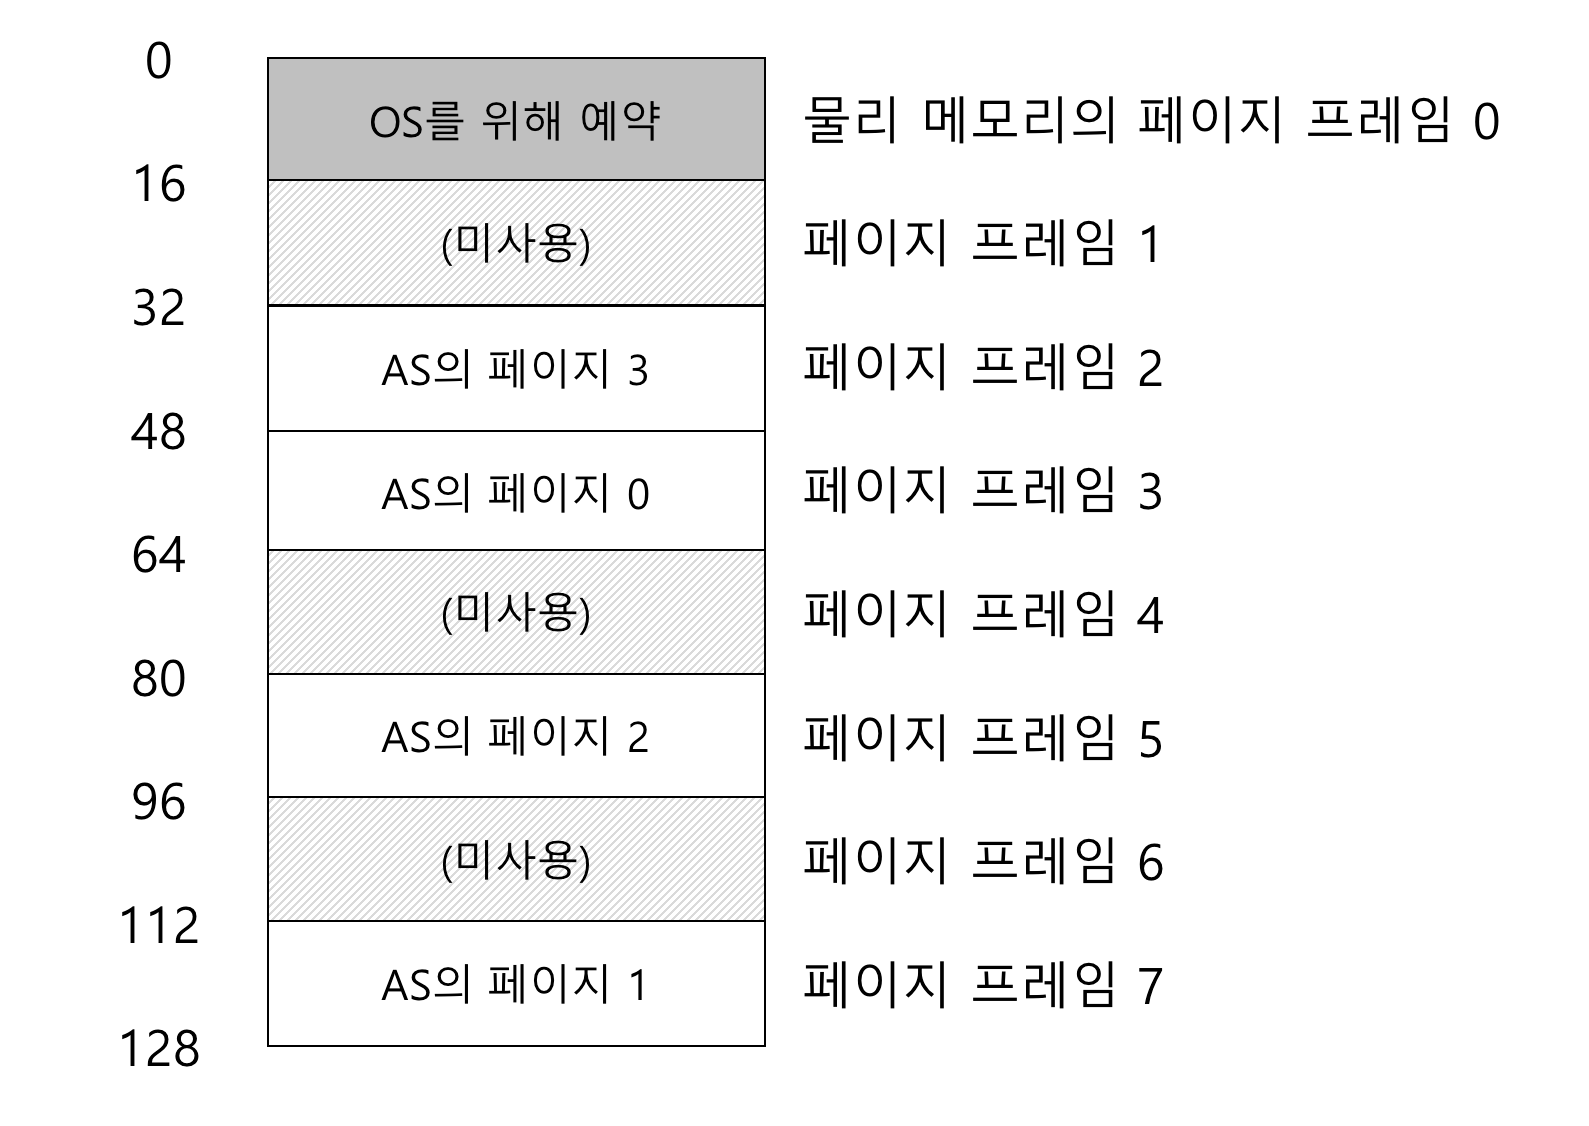 0
OS를 위해 예약
물리 메모리의 페이지 프레임 0
16
(미사용)
페이지 프레임 1
32
AS의 페이지 3
페이지 프레임 2
48
AS의 페이지 0
페이지 프레임 3
64
(미사용)
페이지 프레임 4
80
AS의 페이지 2
페이지 프레임 5
96
(미사용)
페이지 프레임 6
112
AS의 페이지 1
페이지 프레임 7
128